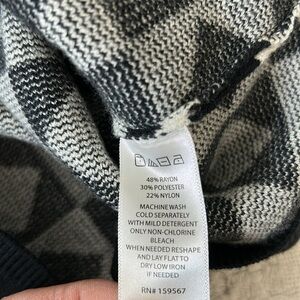 48% RAYON
30% POLYESTER
22% NYLON
MACHINE WASH
COLD SEPARATELY
WITH MILD DETERGENT
ONLY NON-CHLORINE
BLEACH
WHEN NEEDED RESHAPE
AND LAY FLAT TO
DRY LOW IRON
IF NEEDED
RN# 159567